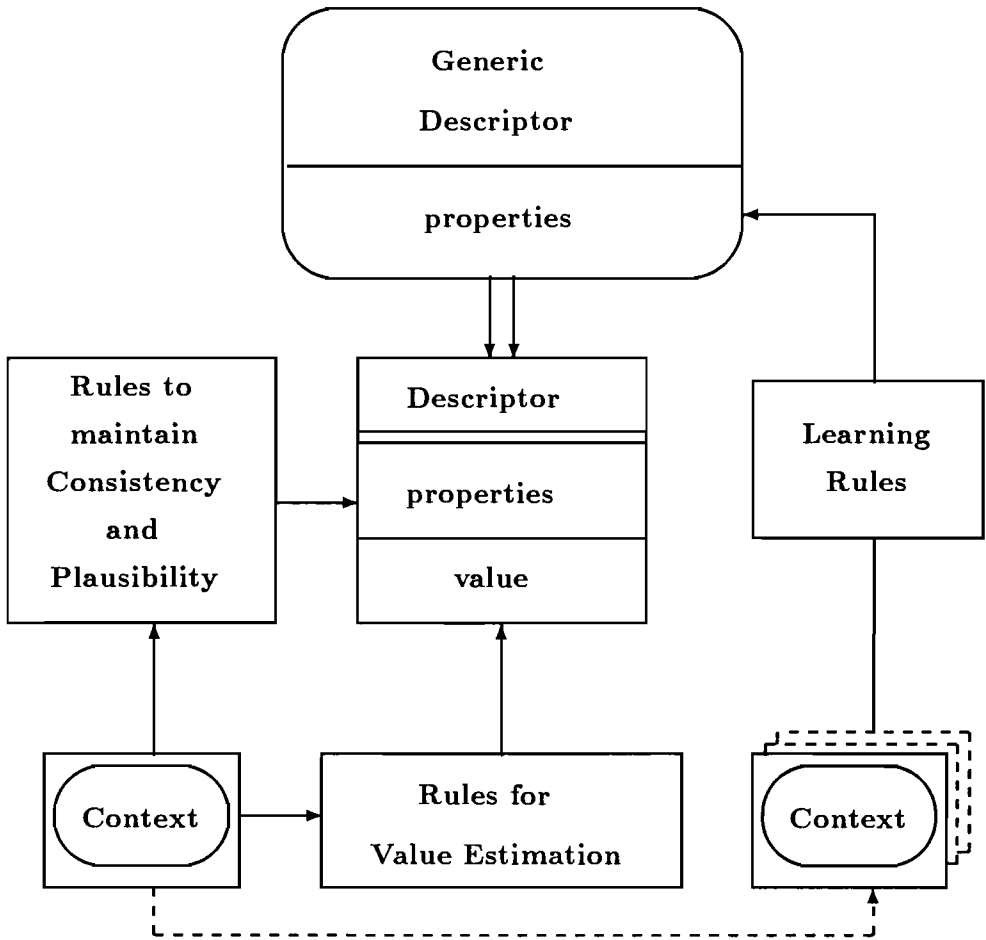 Generic
Descriptor
properties
Rules to
maintain
Consistency
and
Plausibility
Descriptor
properties
value
Learning
Rules
Context
Rules for
Value Estimation
Context